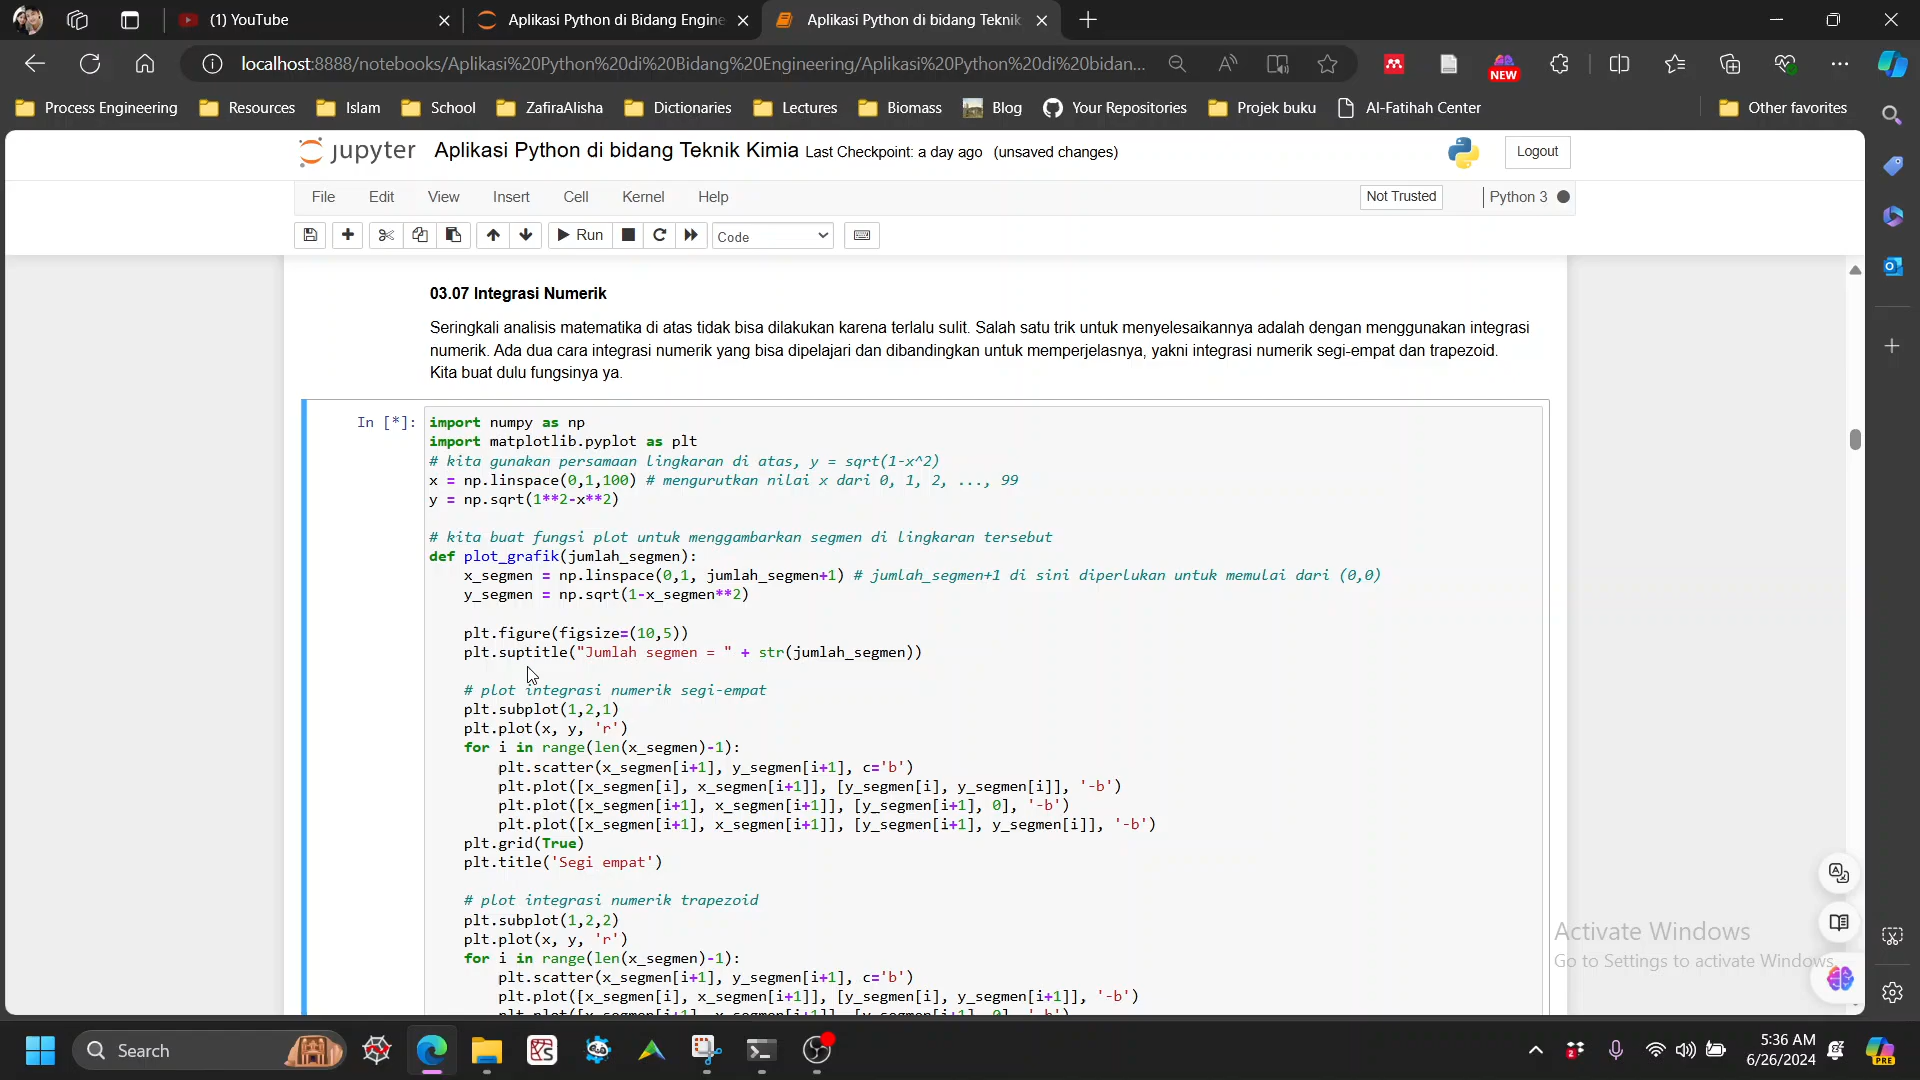 (1) YouTube
Aplikasi Python di Bidang Engine
Aplikasi Python di bidang Teknik
localhost:8888/notebooks/Aplikasi%20Python%20di%20Bidang%20Engineering/Aplikasi%20Python%20di%20bidan...
NEW
Process Engineering
Resources
Islam
School
ZafiraAlisha
Dictionaries
Lectures
Biomass
Blog
Your Repositories
Projek buku
Al-Fatihah Center
Other favorites
jupyter Aplikasi Python di bidang Teknik Kimia Last Checkpoint: a day ago (unsaved changes)
Logout
File Edit View Insert Cell Kernel Help
Not Trusted
Python 3
Run
Code
03.07 Integrasi Numerik
Seringkali analisis matematika di atas tidak bisa dilakukan karena terlalu sulit. Salah satu trik untuk menyelesaikannya adalah dengan menggunakan integrasi
numerik. Ada dua cara integrasi numerik yang bisa dipelajari dan dibandingkan untuk memperjelasnya, yakni integrasi numerik segi-empat dan trapezoid.
Kita buat dulu fungsinya ya.
In [*]: import numpy as np
import matplotlib.pyplot as plt
# kita gunakan persamaan lingkaran di atas, y = sqrt(1-x^2)
x = np.linspace(0,1,100) # mengurutkan nilai x dari 0, 1, 2, ..., 99
y = np.sqrt(1**2-x**2)
# kita buat fungsi plot untuk menggambarkan segmen di lingkaran tersebut
def plot_grafik(jumlah_segmen):
x_segmen = np.linspace(0,1, jumlah_segmen+1) # jumlah_segmen+1 di sini diperlukan untuk memulai dari (0,0)
y_segmen = np.sqrt(1-x_segmen**2)
plt.figure(figsize=(10,5))
plt.suptitle("Jumlah segmen = " + str(jumlah_segmen))
# plot integrasi numerik segi-empat
plt.subplot(1,2,1)
plt.plot(x, y, 'r')
for i in range(len(x_segmen)-1):
plt.scatter(x_segmen[i+1], y_segmen[i+1], c='b')
plt.plot([x_segmen[i], x_segmen[i+1]], [y_segmen[i], y_segmen[i]], '-b')
plt.plot([x_segmen[i+1], x_segmen[i+1]], [y_segmen[i+1], 0], '-b')
plt.plot([x_segmen[i+1], x_segmen[i+1]], [y_segmen[i+1], y_segmen[i]], '-b')
plt.grid(True)
plt.title('Segi empat')
# plot integrasi numerik trapezoid
plt.subplot(1,2,2)
plt.plot(x, y, 'r')
for i in range(len(x_segmen)-1):
plt.scatter(x_segmen[i+1], y_segmen[i+1], c='b')
plt.plot([x_segmen[i], x_segmen[i+1]], [y_segmen[i], y_segmen[i+1]], '-b')
Activate Windows
Go to Settings to activate Windows.
Search
5:36 AM
6/26/2024
PRE